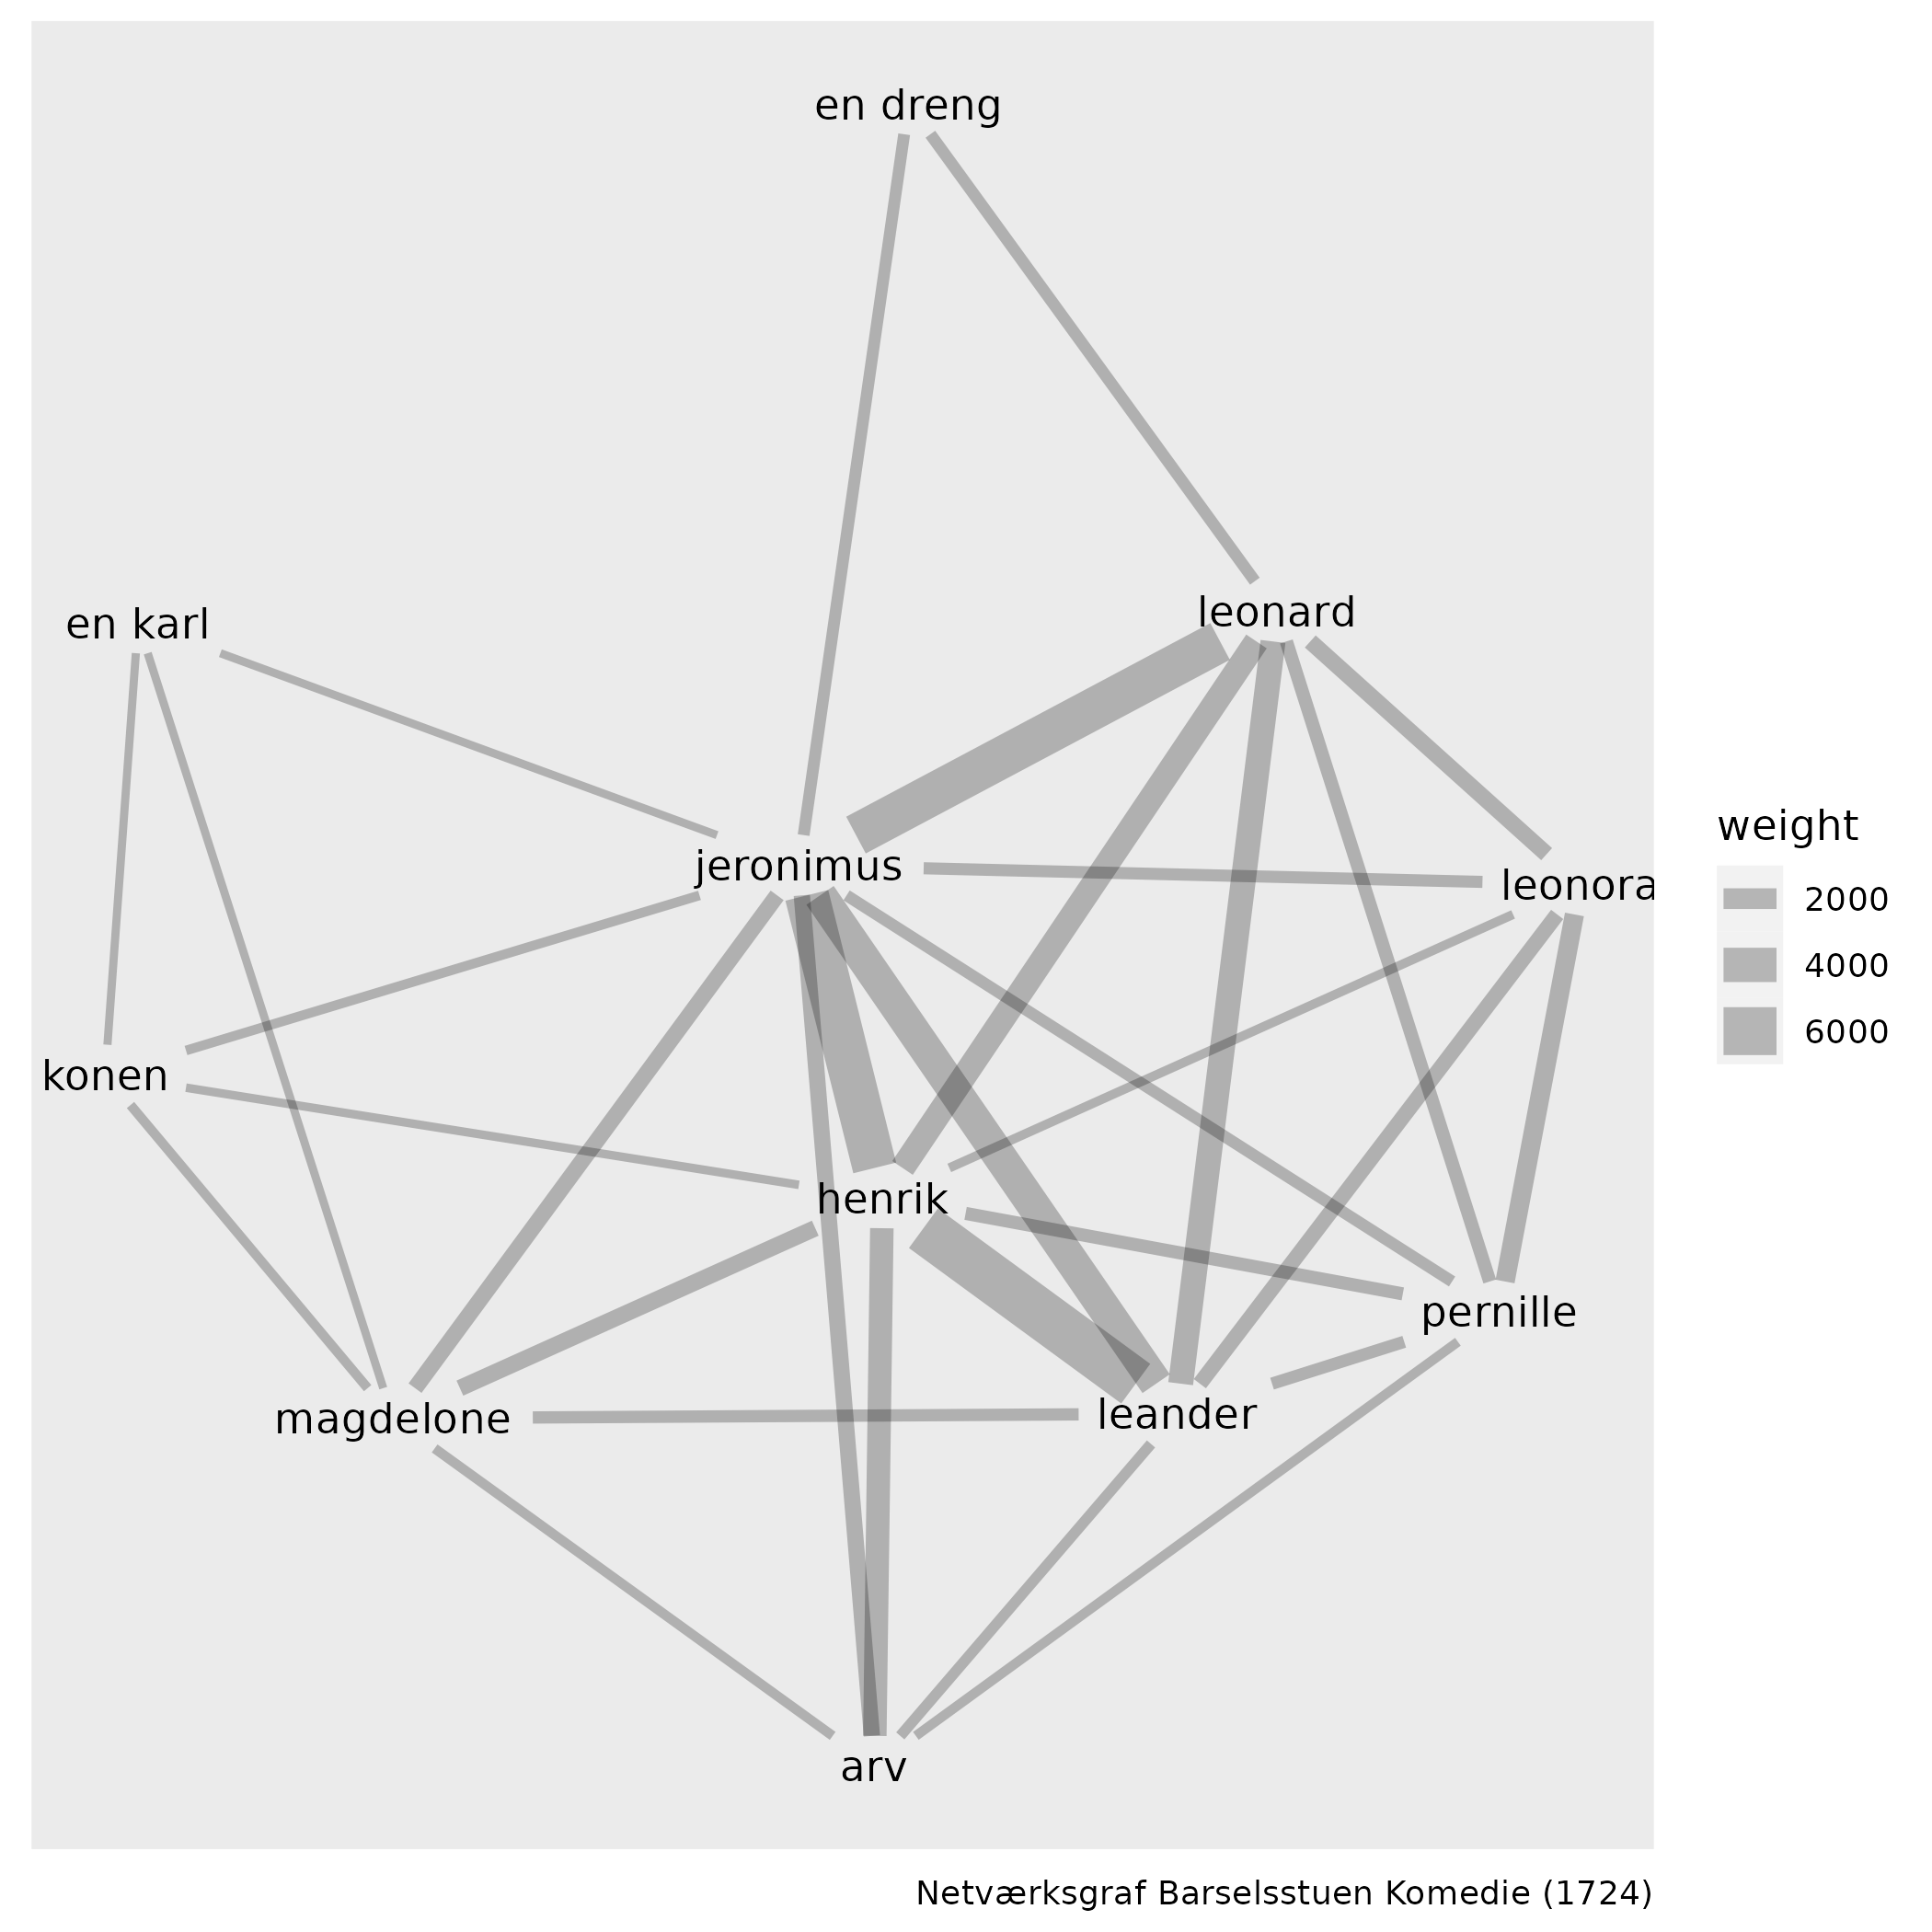 en dreng
leonard
en karl
jeronimus
leonora
konen
henrik
pernille
magdelone
leander
arv
weight
2000
4000
6000
Netværksgraf Barselsstuen Komedie (1724)